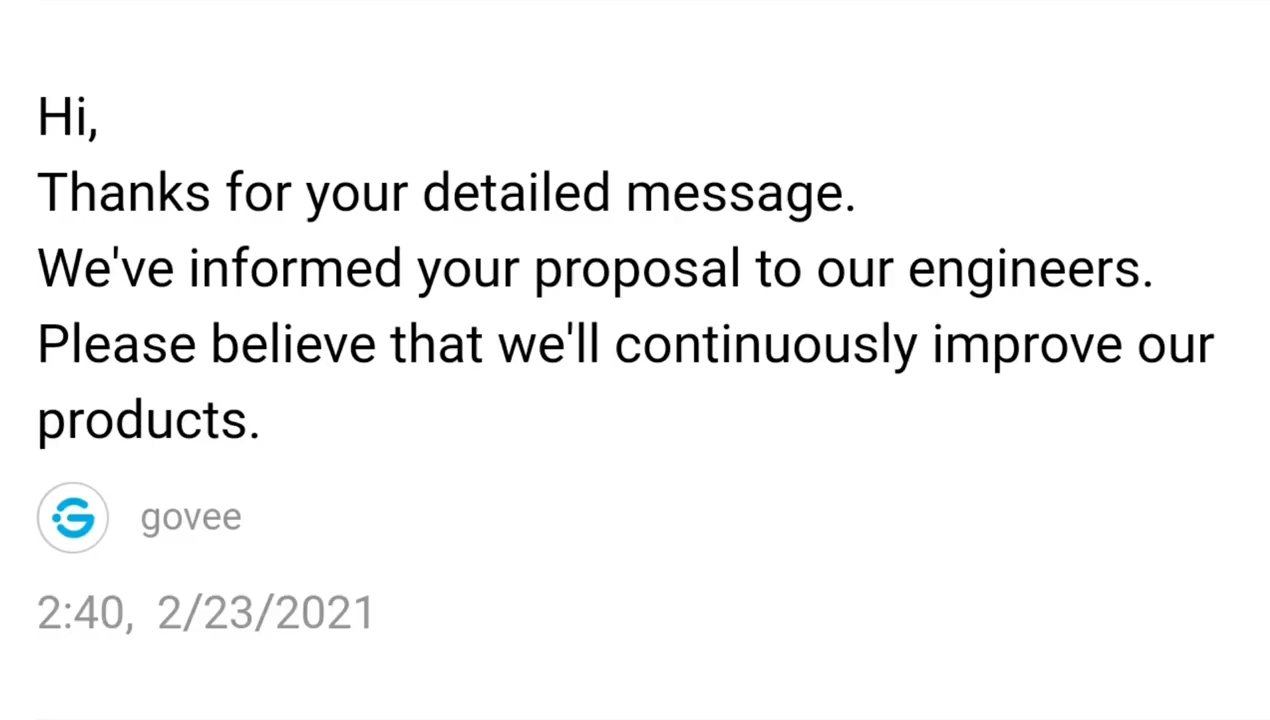 Hi,
Thanks for your detailed message.
We've informed your proposal to our engineers.
Please believe that we'll continuously improve our
products.
govee
2:40, 2/23/2021